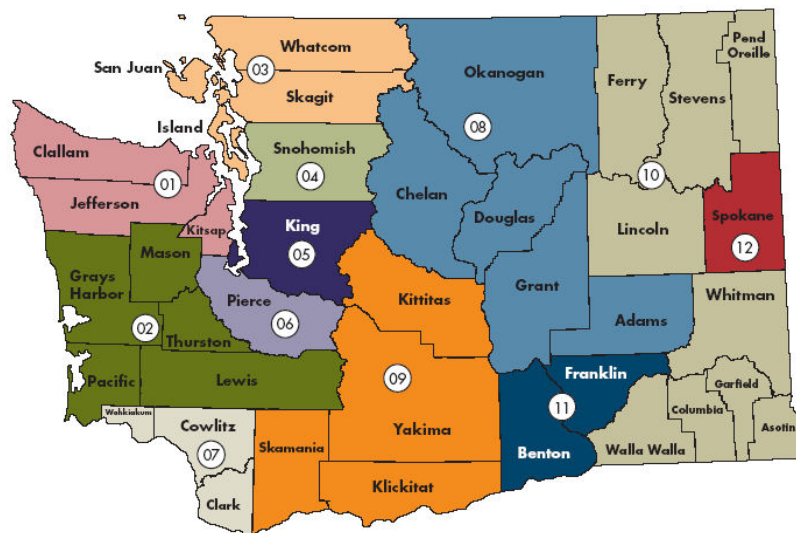 Whatcom
Pend
Oreille
San Juan
03
Okanogan
Ferry
Stevens
Skagit
Island
08
Clallam
Snohomish
01
04
10
Chelan
Jefferson
Douglas
Spokane
King
Kitsap
Lincoln
12
Mason
05
Grays
Harbor
Pierce
Kittitas
Grant
Whitman
02
06
Adams
Thurston
Pacific
Lewis
09
Franklin
Garfield
11
Wahkiakum
Cowlitz
Columbia
Asotin
07
Skamania
Yakima
Benton
Walla Walla
Klickitat
Clark